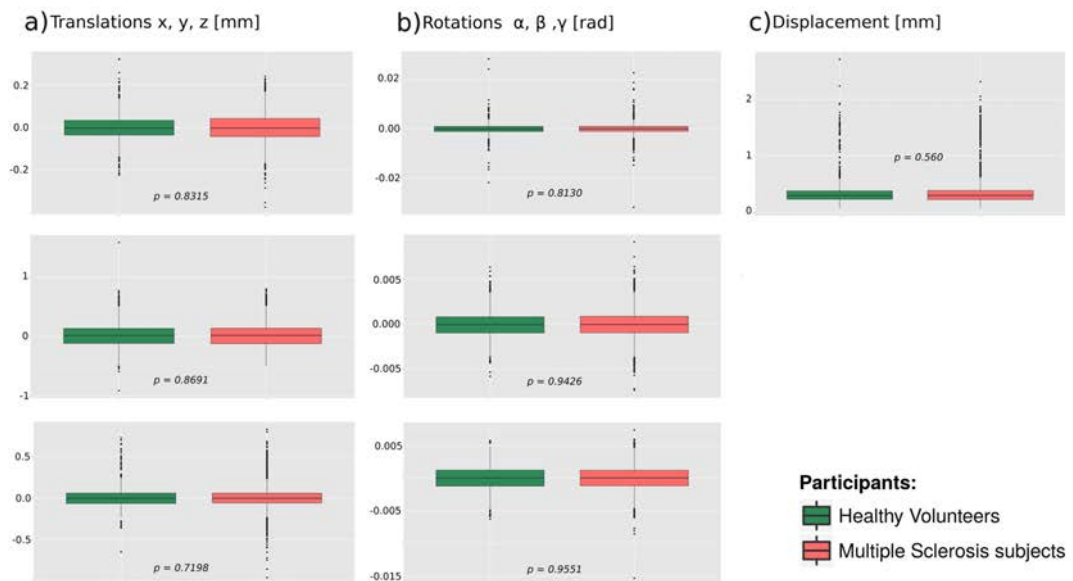 a) Translations x, y, z [mm]
0.2
0.0
-0.2
p = 0.8315
1
0
-1
p = 0.8691
0.5
0.0
-0.5
p = 0.7198
b) Rotations α, β ,γ [rad]
0.02
0.00
-0.02
p = 0.8130
0.005
0.000
-0.005
p = 0.9426
0.005
-0.005
-0.015
p = 0.9551
c) Displacement [mm]
2
1
0
p = 0.560
Participants:
Healthy Volunteers
Multiple Sclerosis subjects